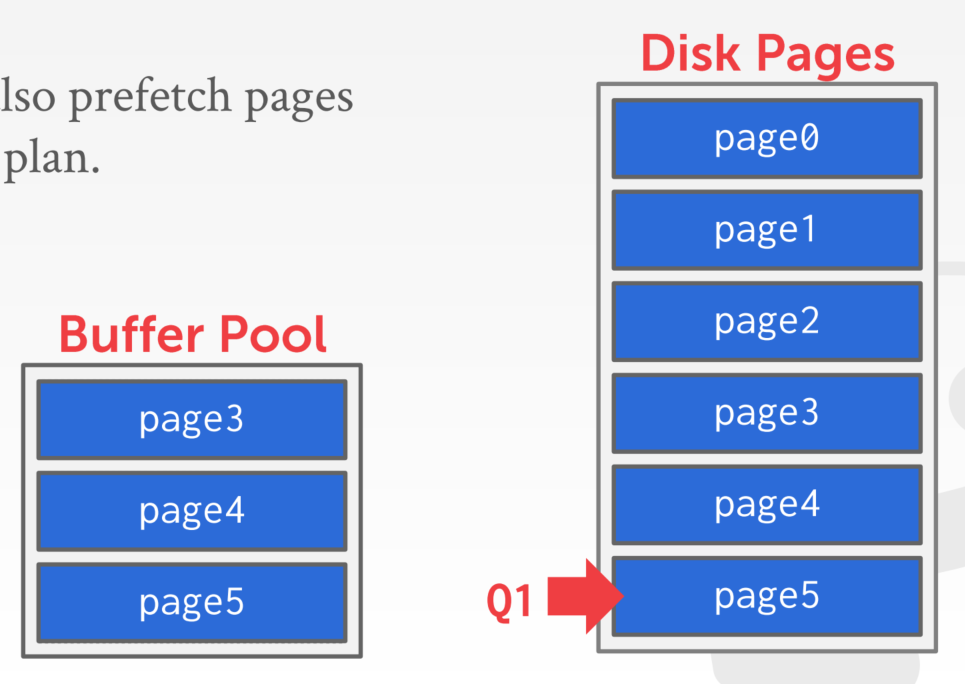 lso prefetch pages
plan.
Buffer Pool
page3
page4
page5
Disk Pages
page0
page1
page2
page3
page4
page5
Q1